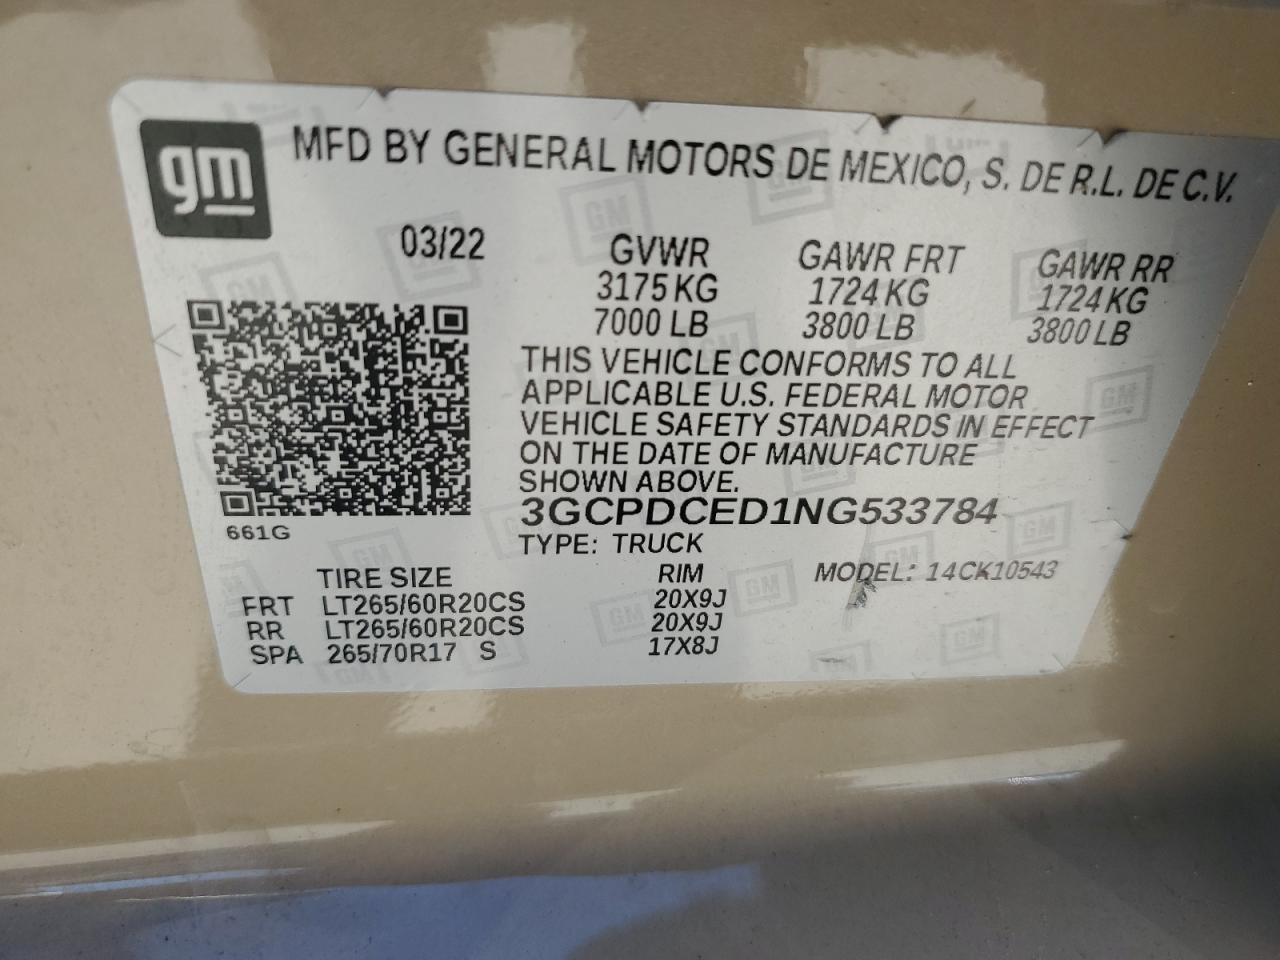 gm
MFD BY GENERAL MOTORS DE MEXICO, S. DE R.L. DE C.V.
03/22 GVWR GAWR FRT GAWR RR
3175 KG 1724 KG 1724 KG
7000 LB 3800 LB 3800 LB
THIS VEHICLE CONFORMS TO ALL
APPLICABLE U.S. FEDERAL MOTOR
VEHICLE SAFETY STANDARDS IN EFFECT
ON THE DATE OF MANUFACTURE
SHOWN ABOVE.
3GCPDCED1NG533784
661G
TYPE: TRUCK
TIRE SIZE RIM MODEL: 14CK10543
FRT LT265/60R20CS 20X9J
RR LT265/60R20CS 20X9J
SPA 265/70R17 S 17X8J